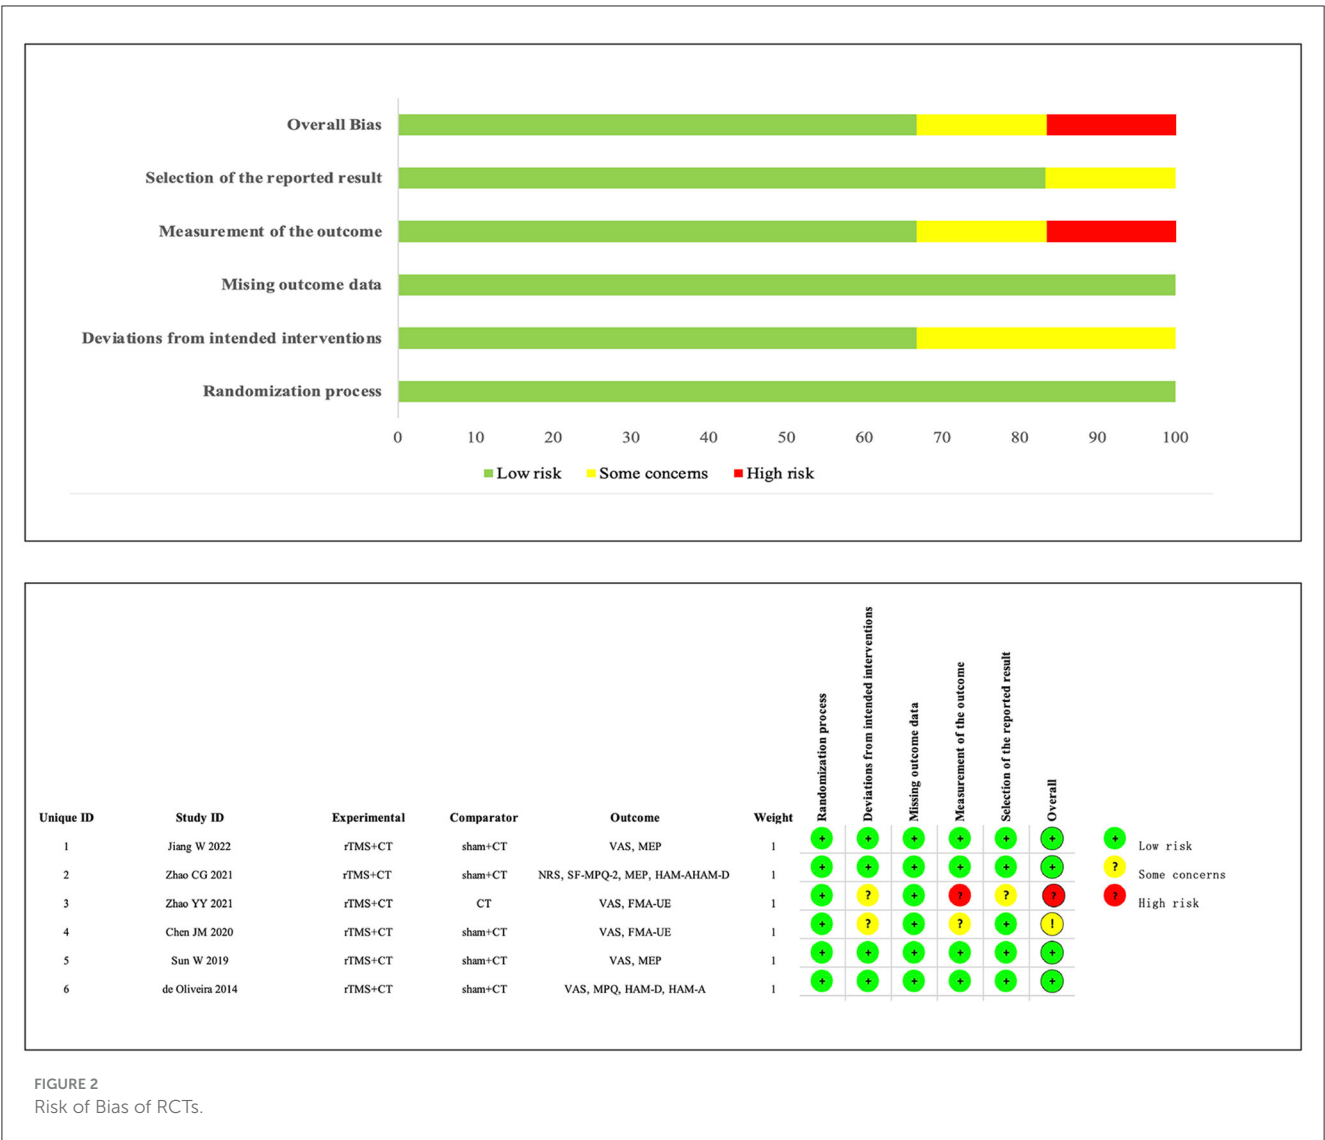 Overall Bias
Selection of the reported result
Measurement of the outcome
Mising outcome data
Deviations from intended interventions
Randomization process
0 10 20 30 40 50 60 70 80 90 100
Low risk Some concerns High risk
Unique ID Study ID Experimental Comparator Outcome Weight Randomization process Deviations from intended interventions Missing outcome data Measurement of the outcome Selection of the reported result Overall
1 Jiang W 2022 rTMS+CT sham+CT VAS, MEP 1 + + + + + +
2 Zhao CG 2021 rTMS+CT sham+CT NRS, SF-MPQ-2, MEP, HAM-AHAM-D 1 + + + + + +
3 Zhao YY 2021 rTMS+CT CT VAS, FMA-UE 1 + ? + ? ? ?
4 Chen JM 2020 rTMS+CT sham+CT VAS, FMA-UE 1 + ? + ? + !
5 Sun W 2019 rTMS+CT sham+CT VAS, MEP 1 + + + + + +
6 de Oliveira 2014 rTMS+CT sham+CT VAS, MPQ, HAM-D, HAM-A 1 + + + + + +
+ Low risk
? Some concerns
? High risk
FIGURE 2
Risk of Bias of RCTs.